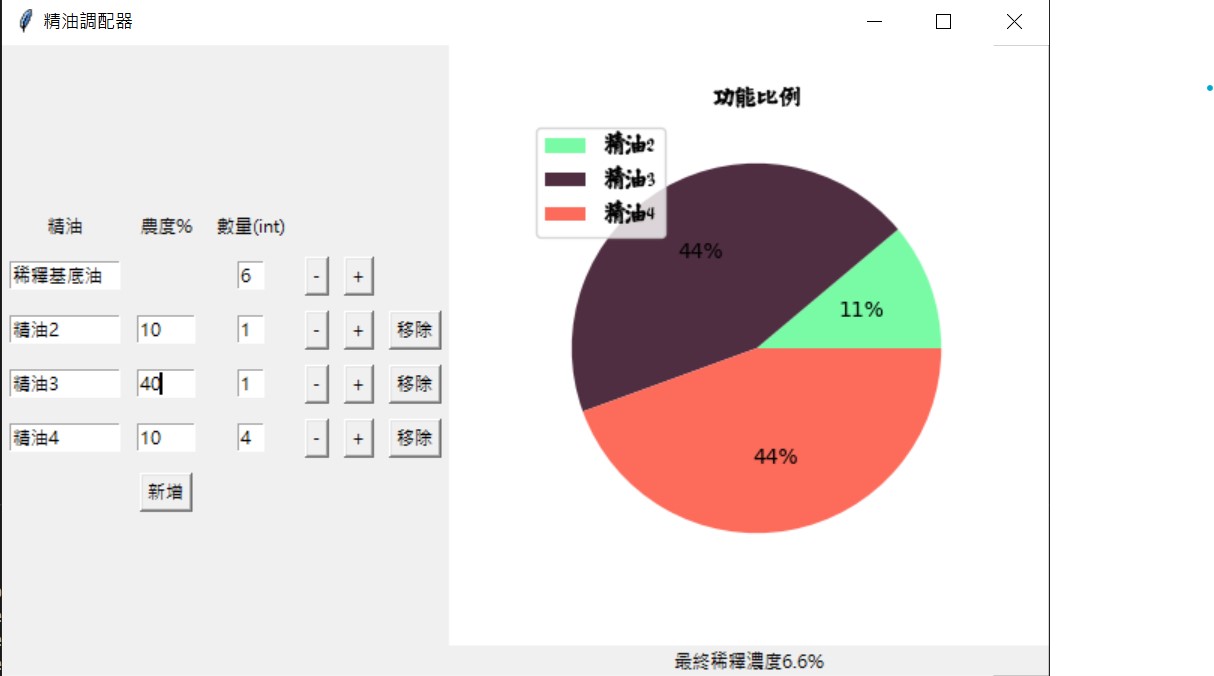 精油調配器
精油 農度% 數量(int)
稀釋基底油 6 - +
精油2 10 1 - + 移除
精油3 40 1 - + 移除
精油4 10 4 - + 移除
新增
功能比例
精油2
精油3
精油4
44%
11%
44%
最終稀釋濃度6.6%